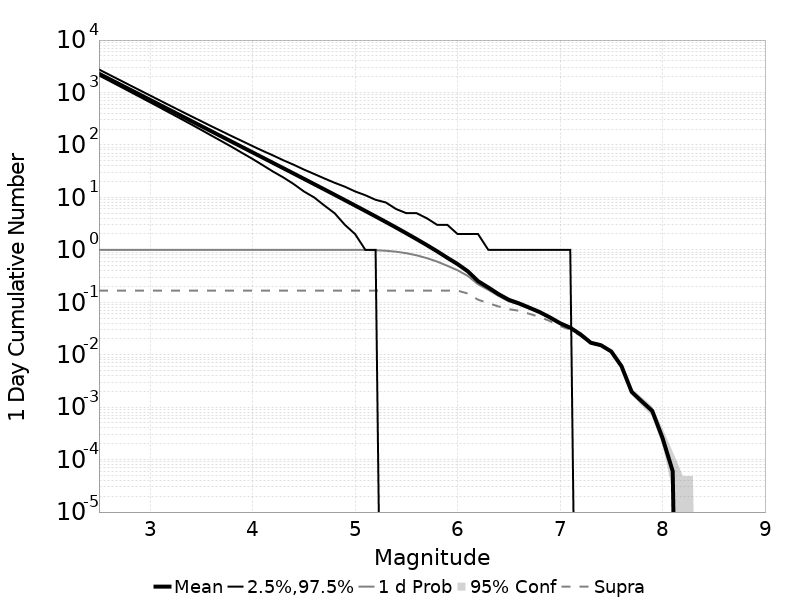 10^4
10^3
10^2
10^1
10^0
10^-1
10^-2
10^-3
10^-4
10^-5
1 Day Cumulative Number
3 4 5 6 7 8 9
Magnitude
Mean 2.5%,97.5% 1 d Prob 95% Conf Supra